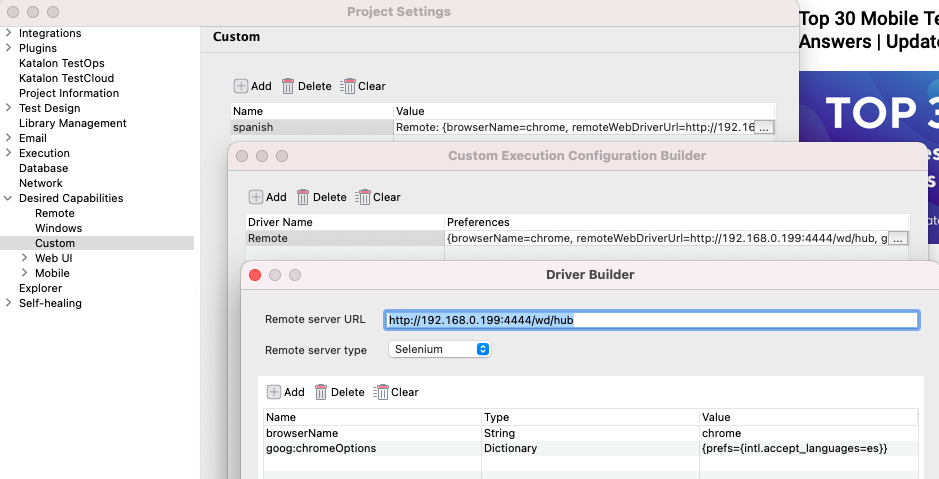 Project Settings
Integrations
Plugins
Katalon TestOps
Katalon TestCloud
Project Information
Test Design
Library Management
Email
Execution
Database
Network
Desired Capabilities
Remote
Windows
Custom
Web UI
Mobile
Explorer
Self-healing
Custom
Add Delete Clear
Name Value
spanish Remote: {browserName=chrome, remoteWebDriverUrl=http://192.16 ...
Custom Execution Configuration Builder
Add Delete Clear
Driver Name Preferences
Remote {browserName=chrome, remoteWebDriverUrl=http://192.168.0.199:4444/wd/hub, g ...
Driver Builder
Remote server URL http://192.168.0.199:4444/wd/hub
Remote server type Selenium
Add Delete Clear
Name Type Value
browserName String chrome
goog:chromeOptions Dictionary {prefs={intl.accept_languages=es}}
Top 30 Mobile Te
Answers | Update
TOP 3
es
s
ate